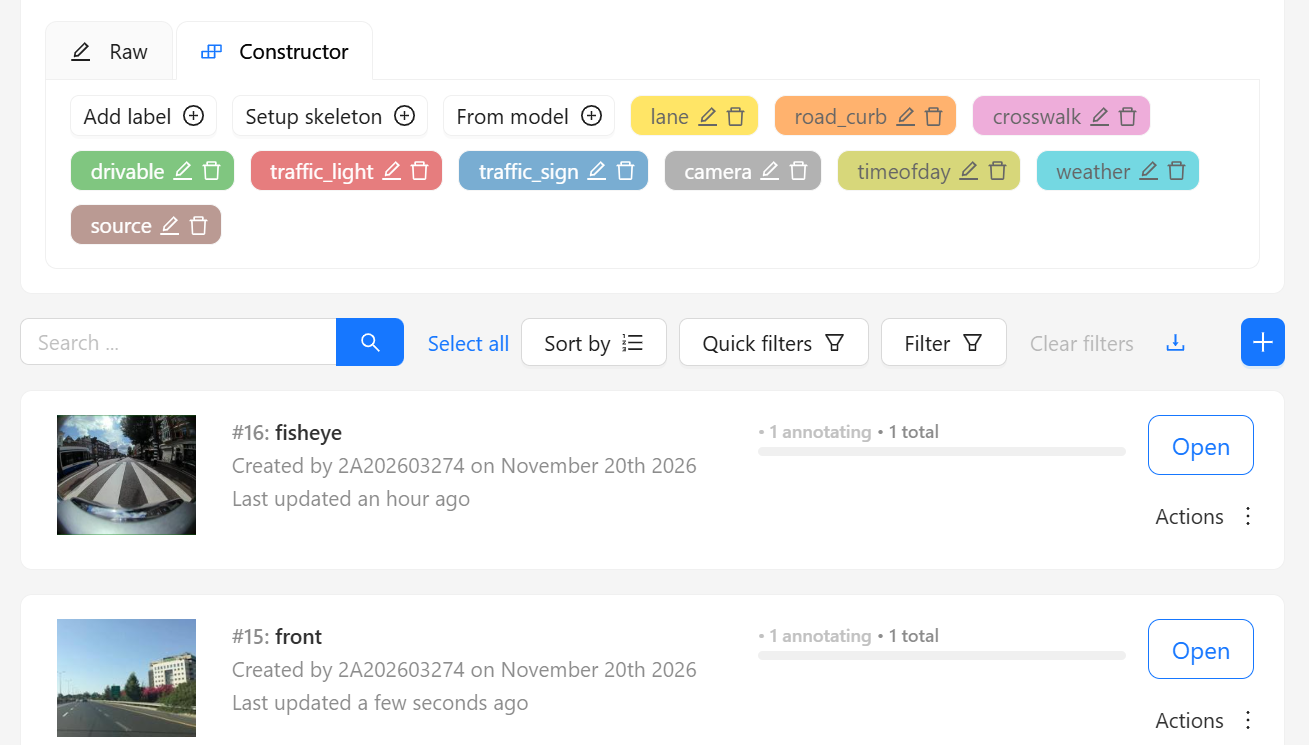 Raw Constructor
Add label Setup skeleton From model lane road_curb crosswalk
drivable traffic_light traffic_sign camera timeofday weather
source
Search ... Select all Sort by Quick filters Filter Clear filters
#16: fisheye
Created by 2A202603274 on November 20th 2026
Last updated an hour ago
• 1 annotating • 1 total
Open
Actions
#15: front
Created by 2A202603274 on November 20th 2026
Last updated a few seconds ago
• 1 annotating • 1 total
Open
Actions